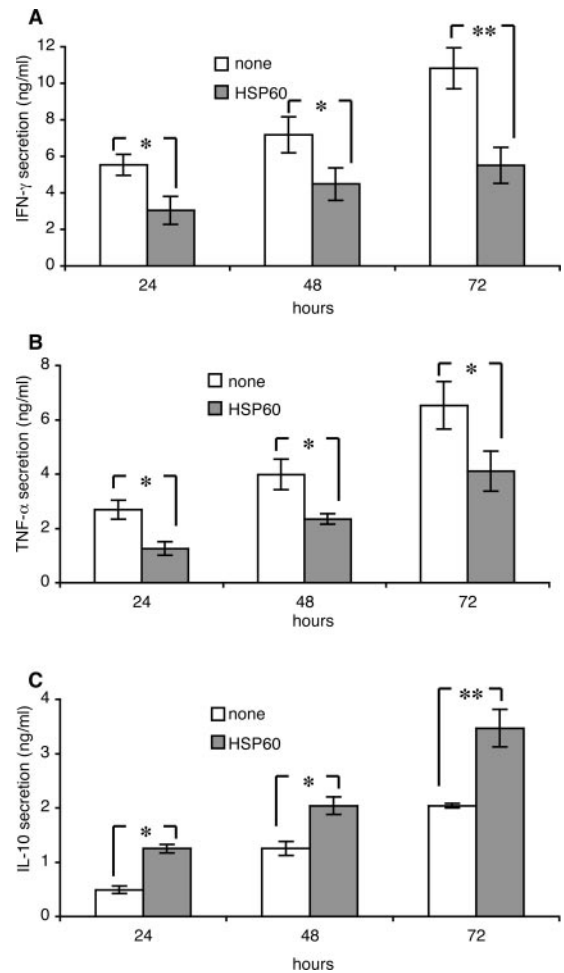 A
IFN-γ secretion (ng/ml)
12
10
8
6
4
2
0
none
HSP60
*
*
**
24 48 72
hours
B
TNF-α secretion (ng/ml)
8
6
4
2
0
none
HSP60
*
*
*
24 48 72
hours
C
IL-10 secretion (ng/ml)
4
3
2
1
0
none
HSP60
*
*
**
24 48 72
hours